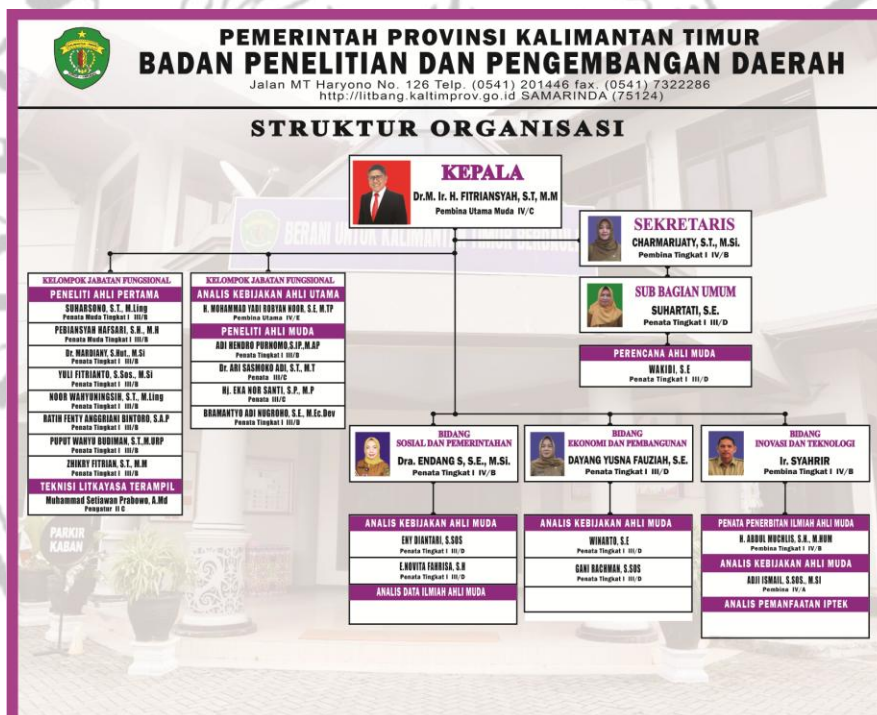 PEMERINTAH PROVINSI KALIMANTAN TIMUR
BADAN PENELITIAN DAN PENGEMBANGAN DAERAH
Jalan MT Haryono No. 126 Telp. (0541) 201446 fax. (0541) 7322286
http://litbang.kaltimprov.go.id SAMARINDA (75124)
STRUKTUR ORGANISASI
KEPALA
Dr.M. Ir. H. FITRIANSYAH, S.T, M.M
Pembina Utama Muda IV/C
BERANI UNTUK KALIMANTAN TIMUR BERDAULAT
SEKRETARIS
CHARMARIJATY, S.T., M.Si.
Pembina Tingkat I IV/B
SUB BAGIAN UMUM
SUHARTATI, S.E.
Penata Tingkat I III/D
PERENCANA AHLI MUDA
WAKIDI, S.E
Penata Tingkat I III/D
KELOMPOK JABATAN FUNGSIONAL
PENELITI AHLI PERTAMA
SUHARSONO, S.T., M.Ling
Penata Muda Tingkat I III/B
PEBIANSYAH HAFSARI, S.H., M.H
Penata Muda Tingkat I III/B
Dr. MARDIANY, S.Hut., M.Si
Penata Tingkat I III/B
YULI FITRIANTO, S.Sos., M.Si
Penata Tingkat I III/B
NOOR WAHYUNINGSIH, S.T., M.Ling
Penata Tingkat I III/B
RATIH FENTY ANGGRIANI BINTORO, S.A.P
Penata Tingkat I III/B
PUPUT WAHYU BUDIMAN, S.T.,M.URP
Penata Tingkat I III/B
ZHIKRY FITRIAN, S.T., M.M
Penata Tingkat I III/B
TEKNISI LITKAYASA TERAMPIL
Muhammad Setiawan Prabowo, A.Md
Pengatur II C
KELOMPOK JABATAN FUNGSIONAL
ANALIS KEBIJAKAN AHLI UTAMA
H. MOHAMMAD YADI ROBYAN NOOR, S.E, M.TP
Pembina Utama IV/E
PENELITI AHLI MUDA
ADI HENDRO PURNOMO,S.IP,M.AP
Penata Tingkat I III/B
Dr. ARI SASMOKO ADI, S.T., M.T
Penata III/C
Hj. EKA NOR SANTI, S.P., M.P
Penata III/C
BRAMANTYO ADI NUGROHO, S.E., M.Ec.Dev
Penata Tingkat I III/D
BIDANG
SOSIAL DAN PEMERINTAHAN
Dra. ENDANG S, S.E., M.Si.
Penata Tingkat I IV/B
ANALIS KEBIJAKAN AHLI MUDA
ENY DIANTARI, S.SOS
Penata Tingkat I III/D
E.NOVITA FAHRISA, S.H
Penata Tingkat I III/D
ANALIS DATA ILMIAH AHLI MUDA
BIDANG
EKONOMI DAN PEMBANGUNAN
DAYANG YUSNA FAUZIAH, S.E.
Penata Tingkat I III/D
ANALIS KEBIJAKAN AHLI MUDA
WINARTO, S.E
Penata Tingkat I III/D
GANI RACHMAN, S.SOS
Penata Tingkat I III/D
BIDANG
INOVASI DAN TEKNOLOGI
Ir. SYAHRIR
Pembina Tingkat I IV/B
PENATA PENERBITAN ILMIAH AHLI MUDA
H. ABDUL MUCHLIS, S.H., M.HUM
Pembina Tingkat I IV/B
ANALIS KEBIJAKAN AHLI MUDA
ADJI ISMAIL, S.SOS, M.SI
Pembina IV/A
ANALIS PEMANFAATAN IPTEK
PARKIR
KABAN